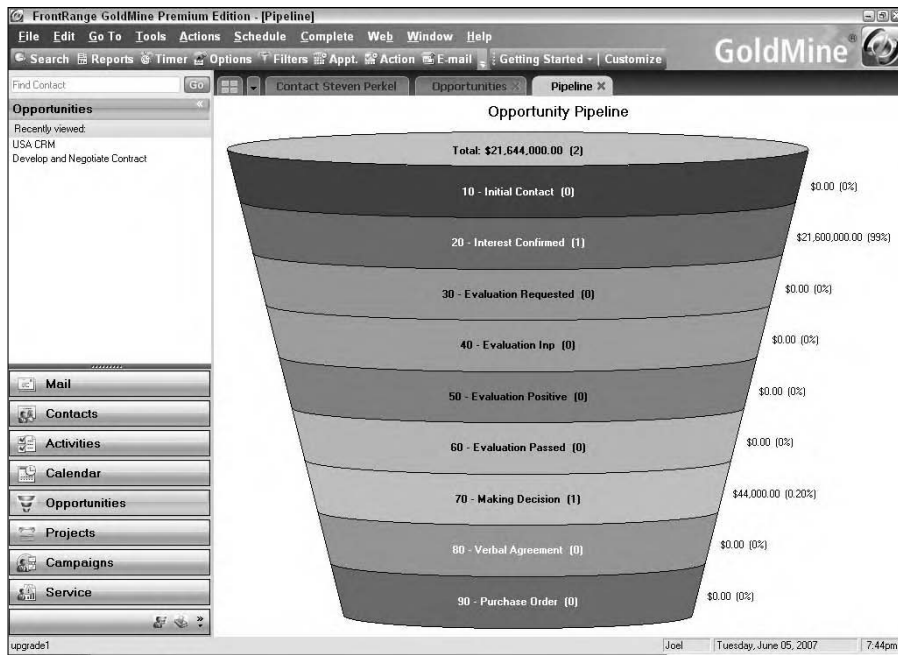 FrontRange GoldMine Premium Edition - [Pipeline]
File Edit Go To Tools Actions Schedule Complete Web Window Help
Search Reports Timer Options Filters Appt. Action E-mail Getting Started - | Customize
GoldMine®
Find Contact Go
Contact Steven Perkel Opportunities Pipeline
Opportunities
Recently viewed:
USA CRM
Develop and Negotiate Contract
Opportunity Pipeline
Total: $21,644,000.00 (2)
10 - Initial Contact (0) $0.00 (0%)
20 - Interest Confirmed (1) $21,600,000.00 (99%)
30 - Evaluation Requested (0) $0.00 (0%)
40 - Evaluation Inp (0) $0.00 (0%)
50 - Evaluation Positive (0) $0.00 (0%)
60 - Evaluation Passed (0) $0.00 (0%)
70 - Making Decision (1) $44,000.00 (0.20%)
80 - Verbal Agreement (0) $0.00 (0%)
90 - Purchase Order (0) $0.00 (0%)
Mail
Contacts
Activities
Calendar
Opportunities
Projects
Campaigns
Service
upgrade1 Joel Tuesday, June 05, 2007 7:44pm